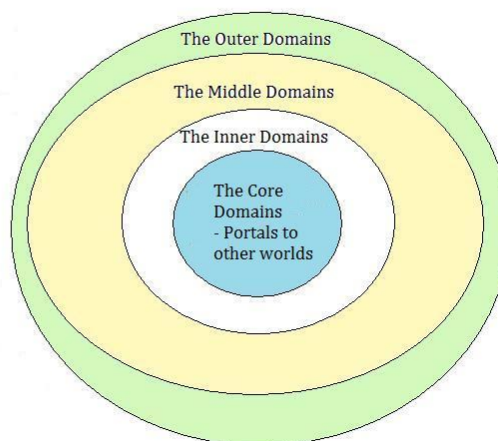 The Outer Domains
The Middle Domains
The Inner Domains
The Core
Domains
- Portals to
other worlds